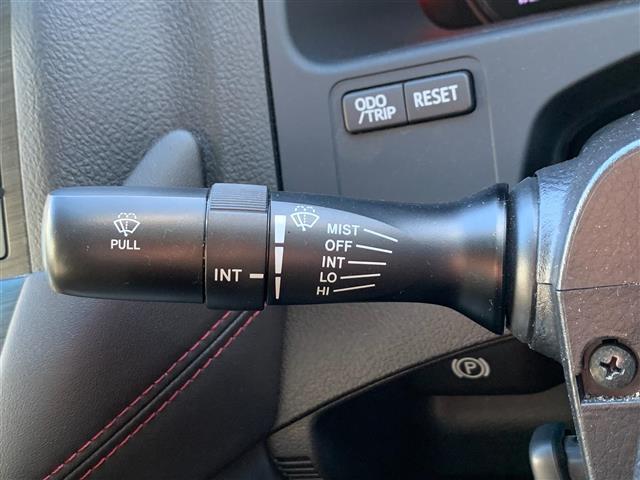 ODO
/TRIP
RESET
PULL
INT
MIST
OFF
INT
LO
HI
P